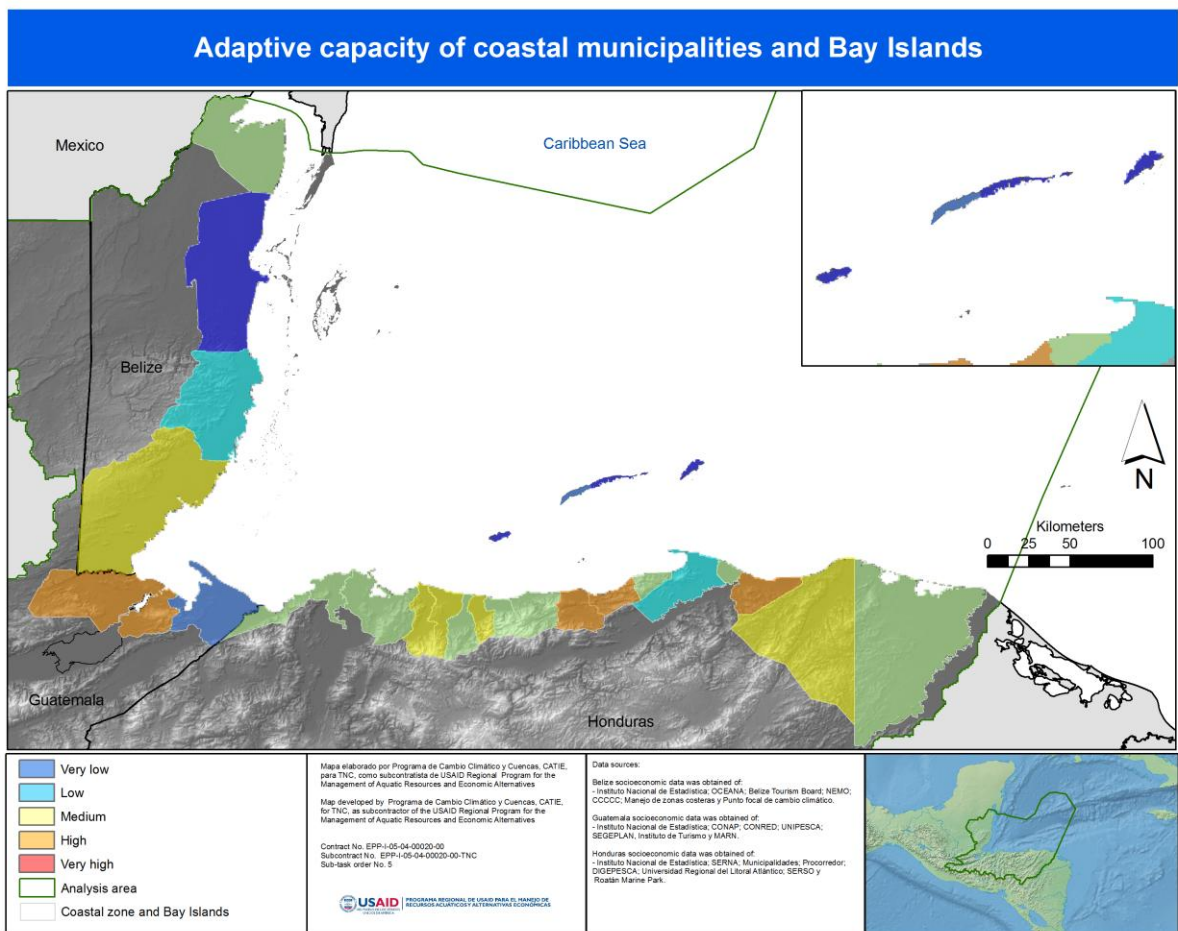 Adaptive capacity of coastal municipalities and Bay Islands
Mexico
Caribbean Sea
Belize
N
Kilometers
0 12.5 25 50 100
Guatemala
Honduras
Very low
Low
Medium
High
Very high
Analysis area
Coastal zone and Bay Islands
Mapa elaborado por Programa de Cambio Climático y Cuencas, CATIE,
para TNC, como subcontratista de USAID Regional Program for the
Management of Aquatic Resources and Economic Alternatives
Map developed by Programa de Cambio Climático y Cuencas, CATIE,
for TNC, as subcontractor of the USAID Regional Program for the
Management of Aquatic Resources and Economic Alternatives
Contract No. EPP-I-05-04-00020-00
Subcontract No. EPP-I-05-04-00020-00-TNC
Sub-task order No. 5
USAID
PROGRAMA REGIONAL DE USAID PARA EL MANEJO DE
RECURSOS ACUÁTICOS Y ALTERNATIVAS ECONÓMICAS
Data sources:
Belize socioeconomic data was obtained of:
- Instituto Nacional de Estadística; OCEANA; Belize Tourism Board; NEMO;
CCCCC; Manejo de zonas costeras y Punto focal de cambio climático.
Guatemala socioeconomic data was obtained of:
- Instituto Nacional de Estadística; CONAP; CONRED; UNIPESCA;
SEGEPLAN, Instituto de Turismo y MARN.
Honduras socioeconomic data was obtained of:
- Instituto Nacional de Estadística; SERNA; Municipalidades; Procorredor;
DIGEPESCA; Universidad Regional del Litoral Atlántico; SERSO y
Roatán Marine Park.